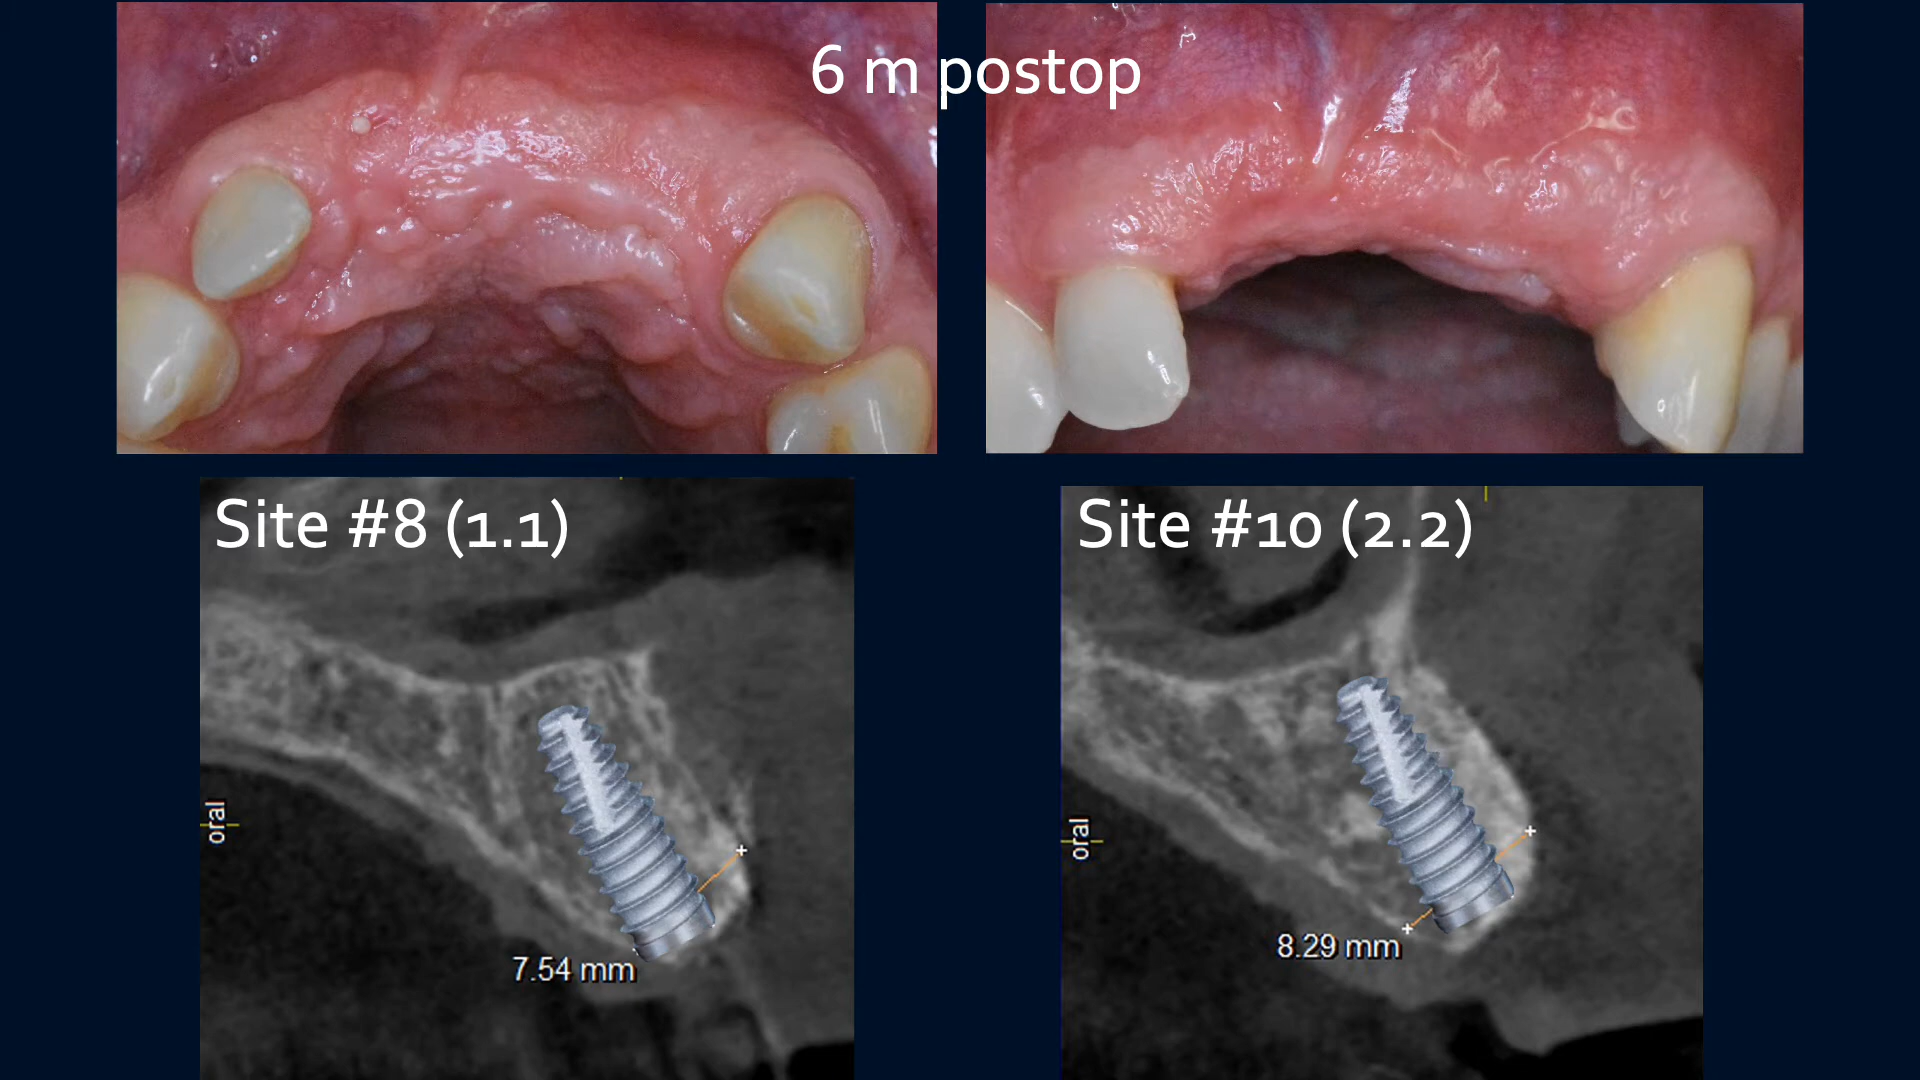 6 m postop
Site #8 (1.1)
Site #10 (2.2)
oral
oral
7.54 mm
8.29 mm